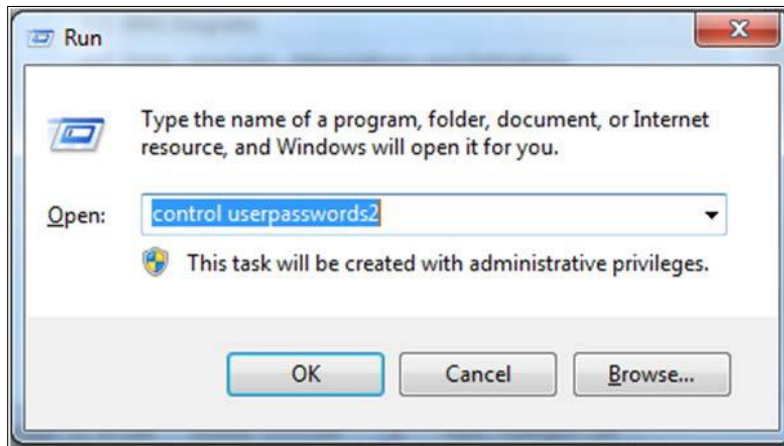 Run
Type the name of a program, folder, document, or Internet
resource, and Windows will open it for you.
Open: control userpasswords2
This task will be created with administrative privileges.
OK Cancel Browse...